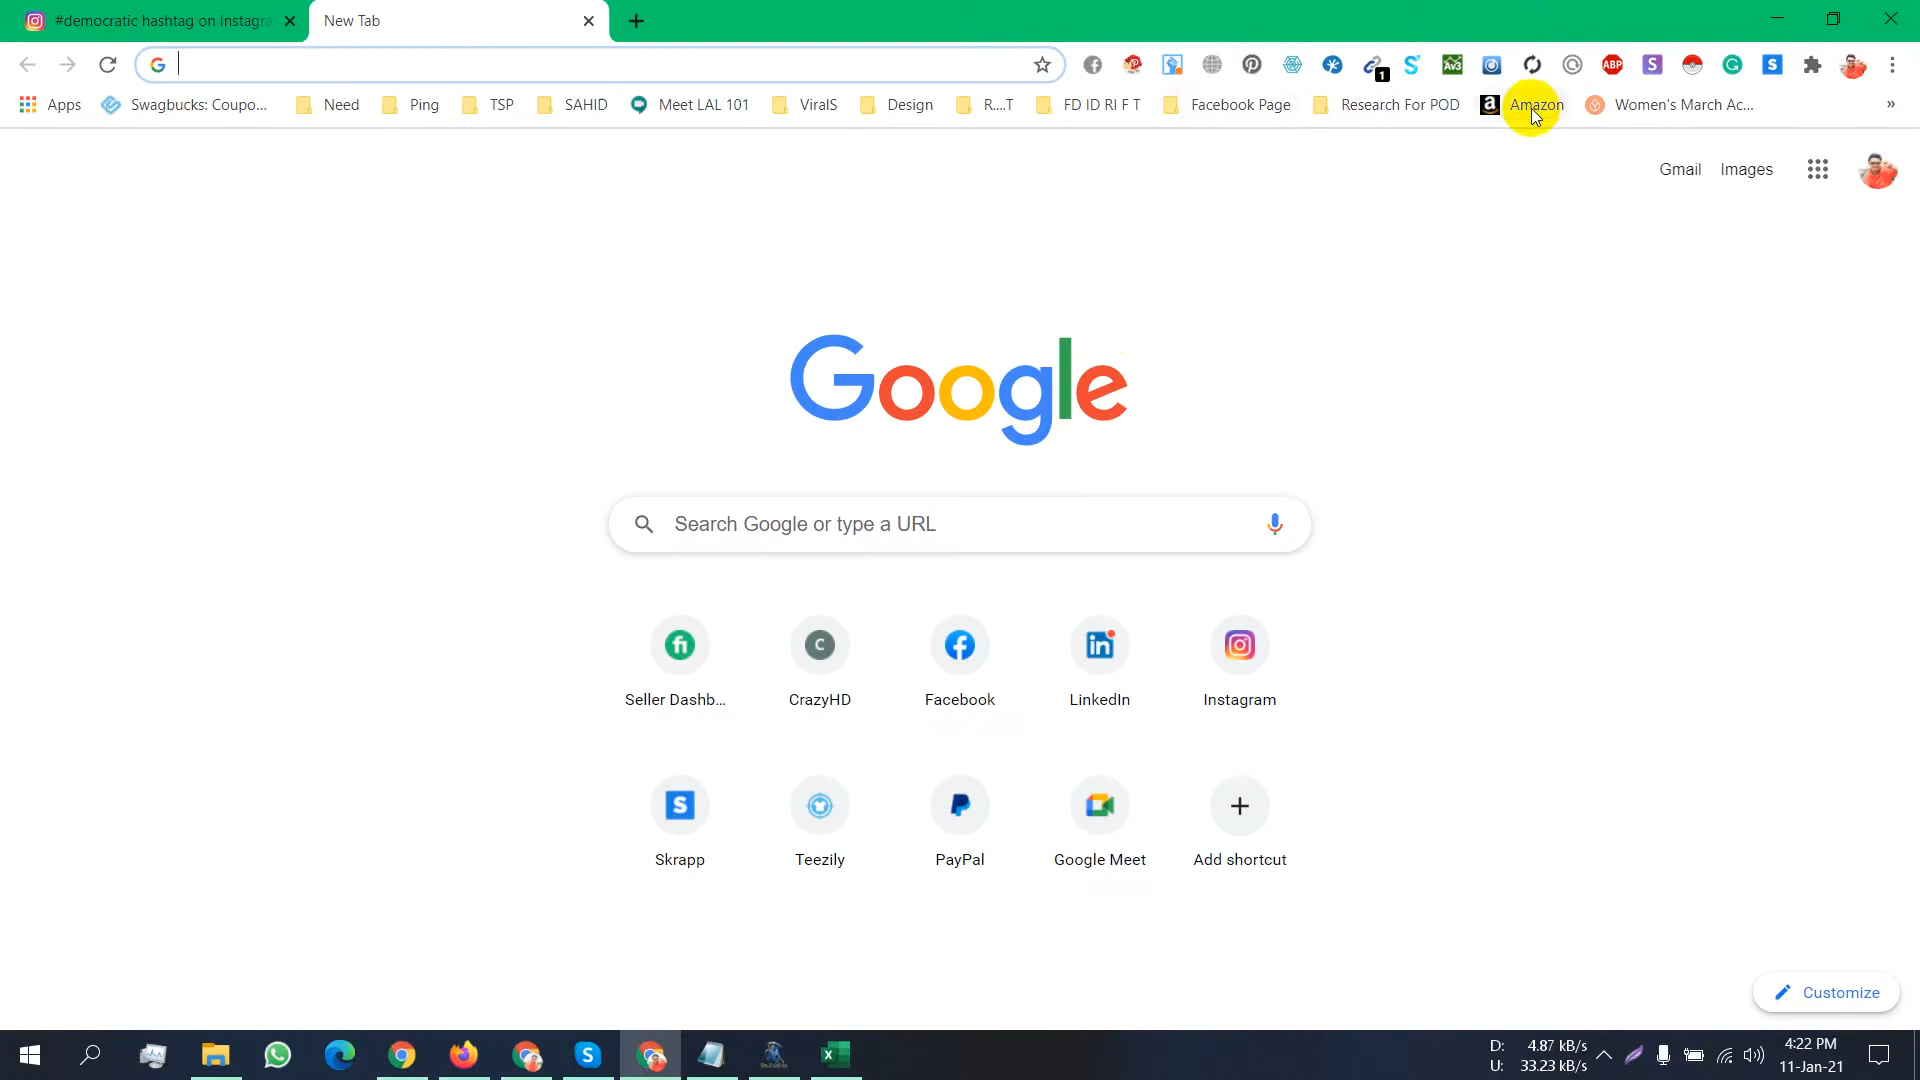 #democratic hashtag on Instagra
New Tab
1
AV3
ABP
Apps
Swagbucks: Coupo...
Need
Ping
TSP
SAHID
Meet LAL 101
ViralS
Design
R....T
FD ID RI F T
Facebook Page
Research For POD
Amazon
Women's March Ac...
»
Gmail
Images
Google
Search Google or type a URL
Seller Dashb...
CrazyHD
Facebook
LinkedIn
Instagram
Skrapp
Teezily
PayPal
Google Meet
Add shortcut
Customize
D: 4.87 kB/s
U: 33.23 kB/s
4:22 PM
11-Jan-21